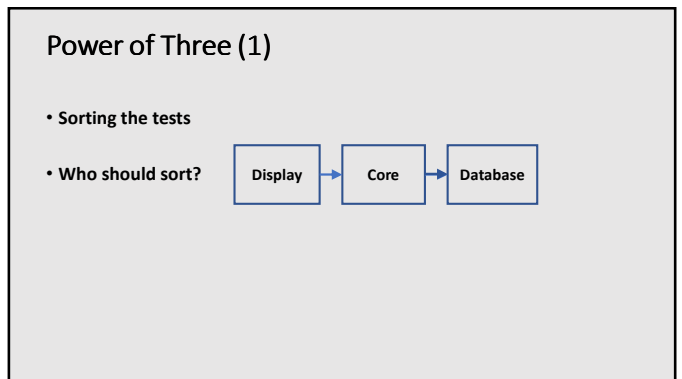 Power of Three (1)
• Sorting the tests
• Who should sort?
Display
Core
Database